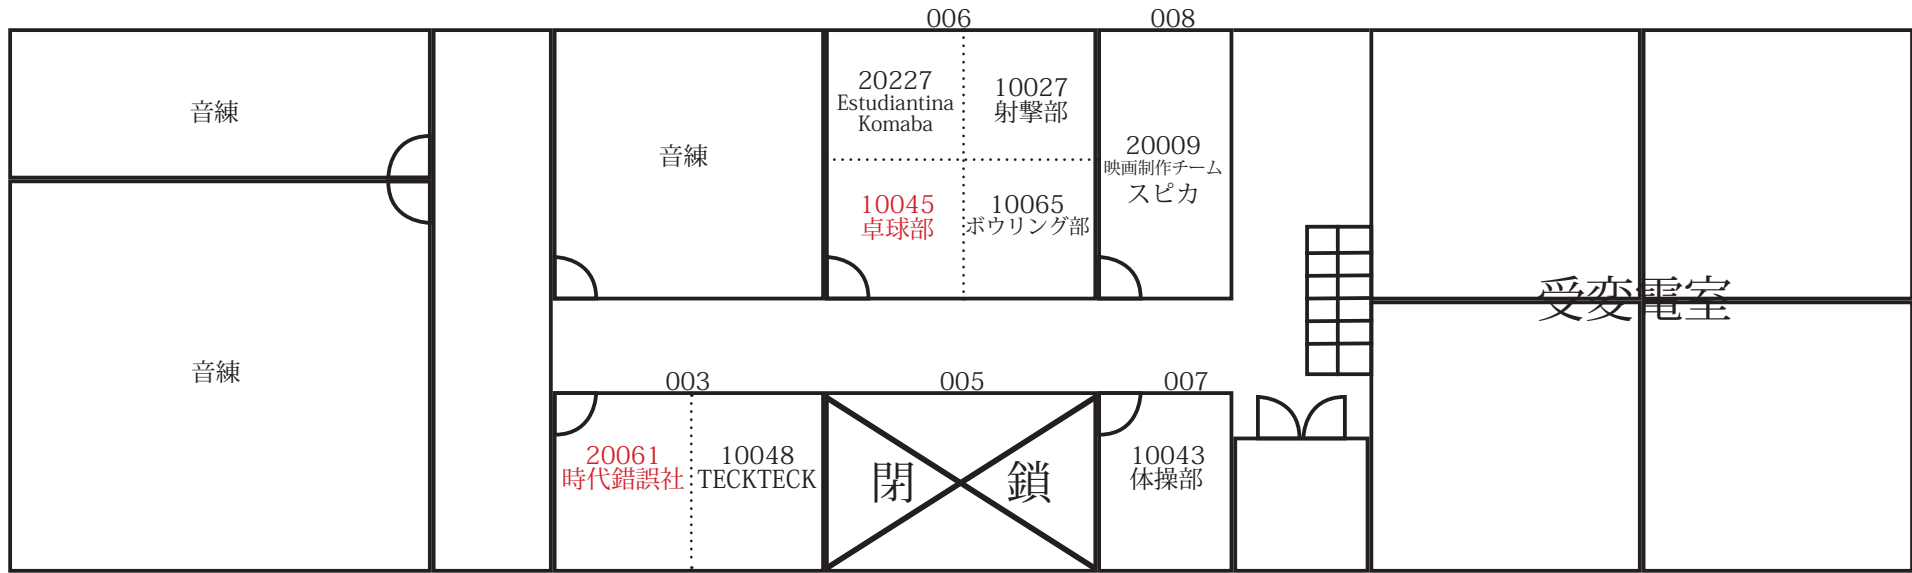 006
008
音練
音練
20227
Estudiantina
Komaba
10027
射撃部
10045
卓球部
10065
ボウリング部
20009
映画制作チーム
スピカ
受変電室
音練
003
005
007
20061
時代錯誤社
10048
TECKTECK
閉鎖
10043
体操部